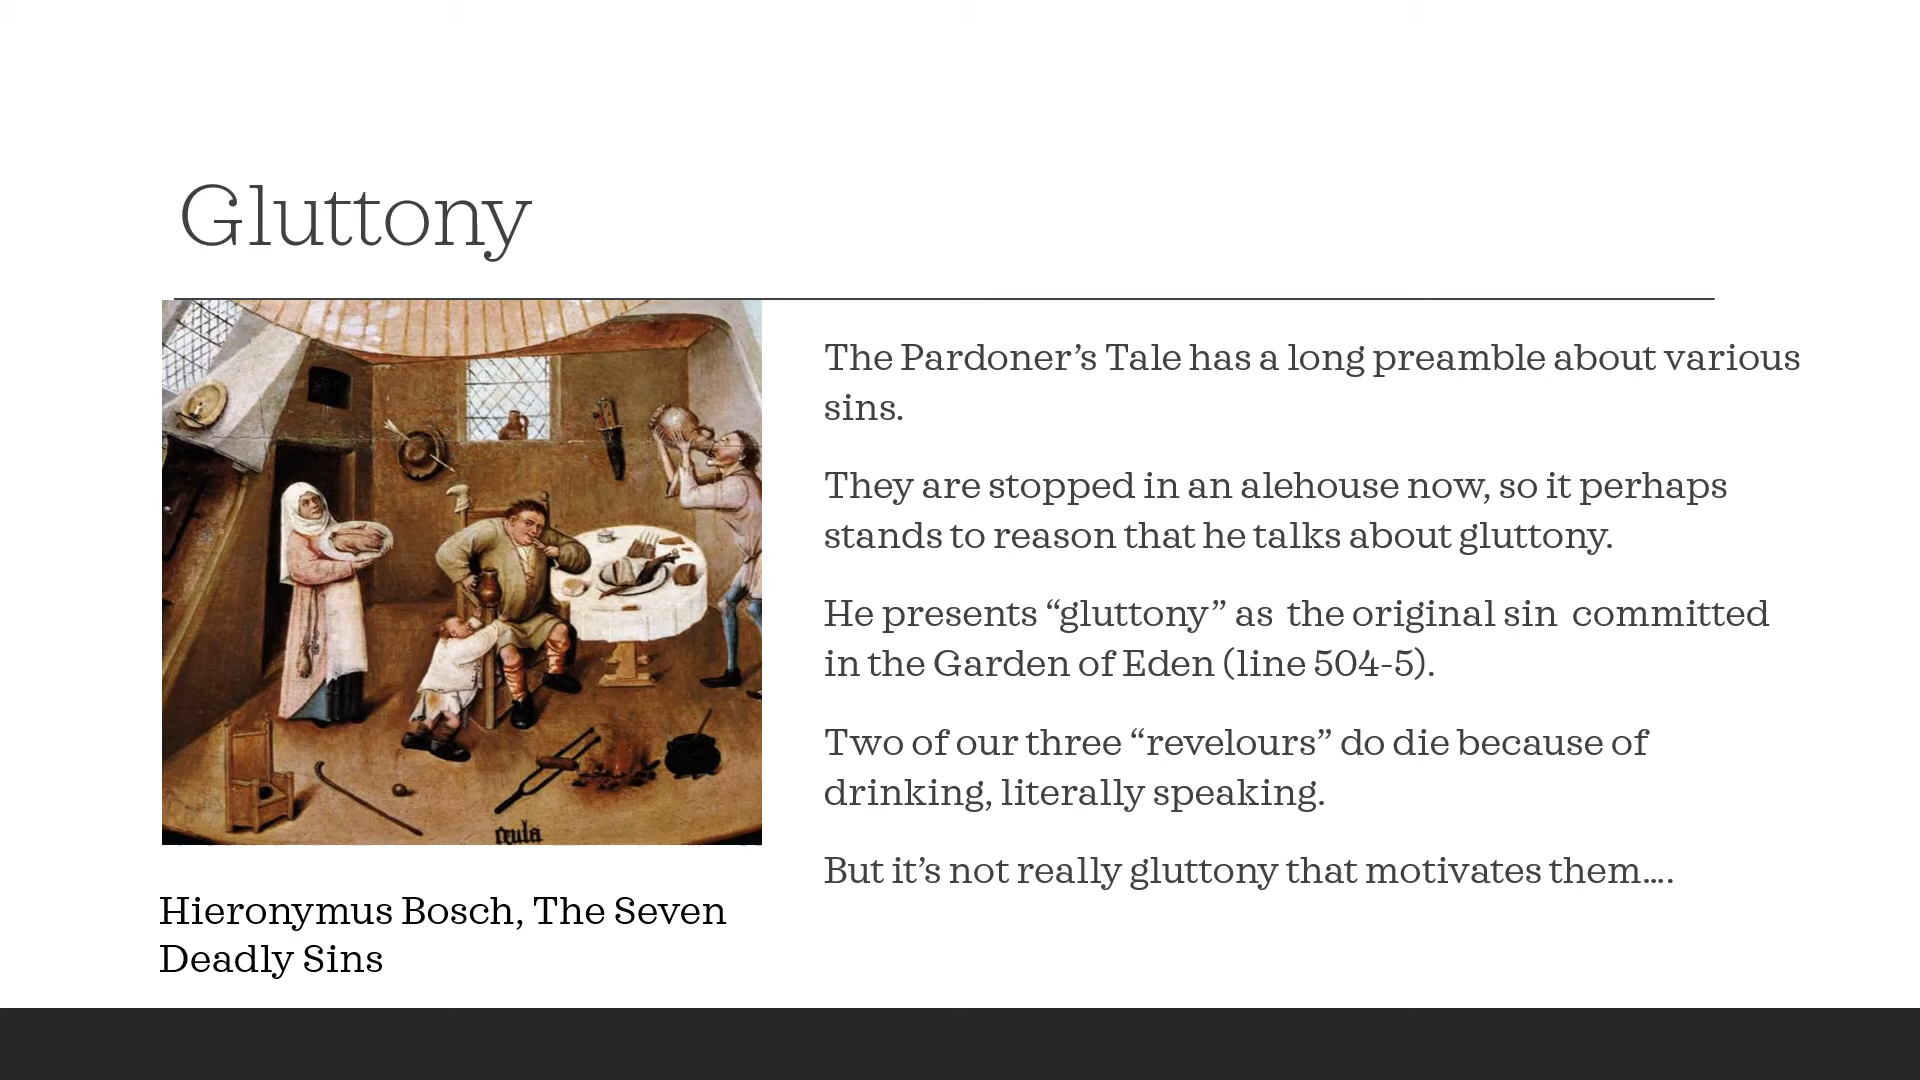 Gluttony
The Pardoner’s Tale has a long preamble about various
sins.
They are stopped in an alehouse now, so it perhaps
stands to reason that he talks about gluttony.
He presents “gluttony” as  the original sin  committed
in the Garden of Eden (line 504-5).
Two of our three “revelours” do die because of
drinking, literally speaking.
But it’s not really gluttony that motivates them....
gula
Hieronymus Bosch, The Seven
Deadly Sins